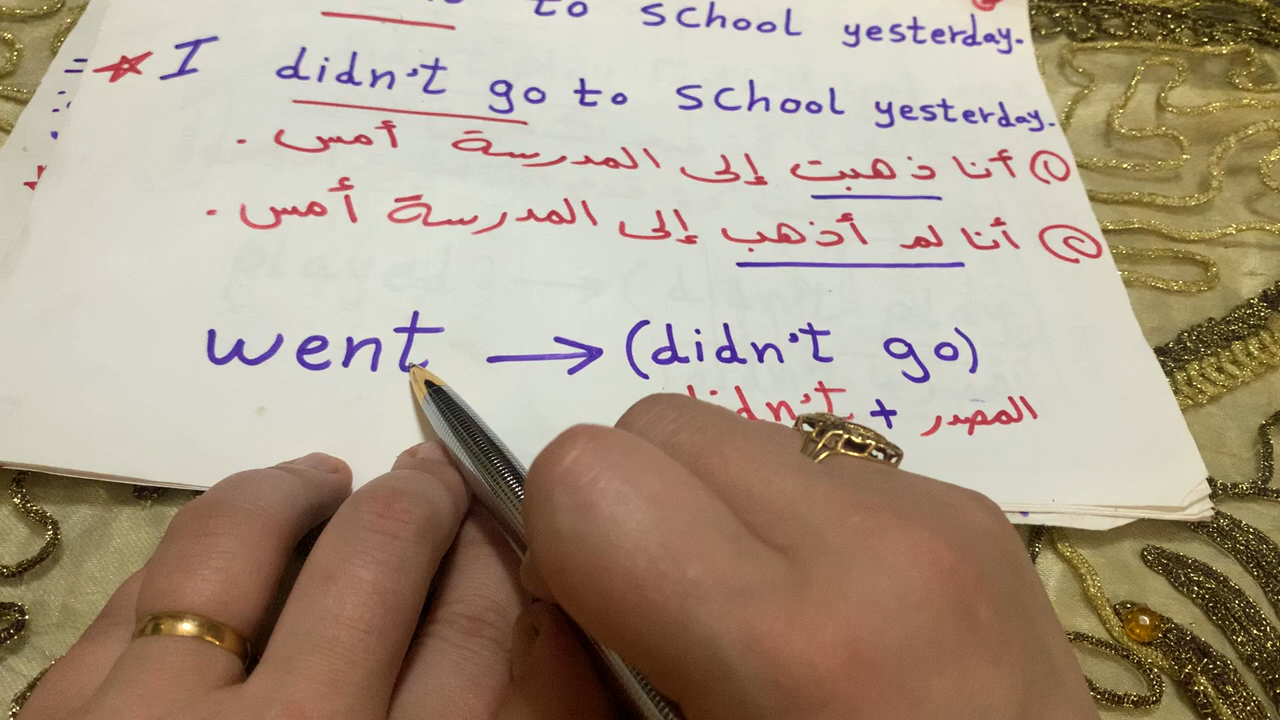 to school yesterday.
I didn't go to school yesterday.
① أنا ذهبت إلى المدرسة أمس .
② أنا لم أذهب إلى المدرسة أمس .
went → (didn't go)
didn't + المصدر